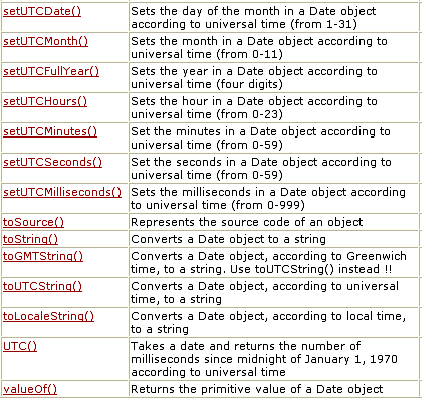 setUTCDate() Sets the day of the month in a Date object
according to universal time (from 1-31)
setUTCMonth() Sets the month in a Date object according to
universal time (from 0-11)
setUTCFullYear() Sets the year in a Date object according to
universal time (four digits)
setUTCHours() Sets the hour in a Date object according to
universal time (from 0-23)
setUTCMinutes() Set the minutes in a Date object according to
universal time (from 0-59)
setUTCSeconds() Set the seconds in a Date object according to
universal time (from 0-59)
setUTCMilliseconds() Sets the milliseconds in a Date object according
to universal time (from 0-999)
toSource() Represents the source code of an object
toString() Converts a Date object to a string
toGMTString() Converts a Date object, according to Greenwich
time, to a string. Use toUTCString() instead !!
toUTCString() Converts a Date object, according to universal
time, to a string
toLocaleString() Converts a Date object, according to local time,
to a string
UTC() Takes a date and returns the number of
milliseconds since midnight of January 1, 1970
according to universal time
valueOf() Returns the primitive value of a Date object